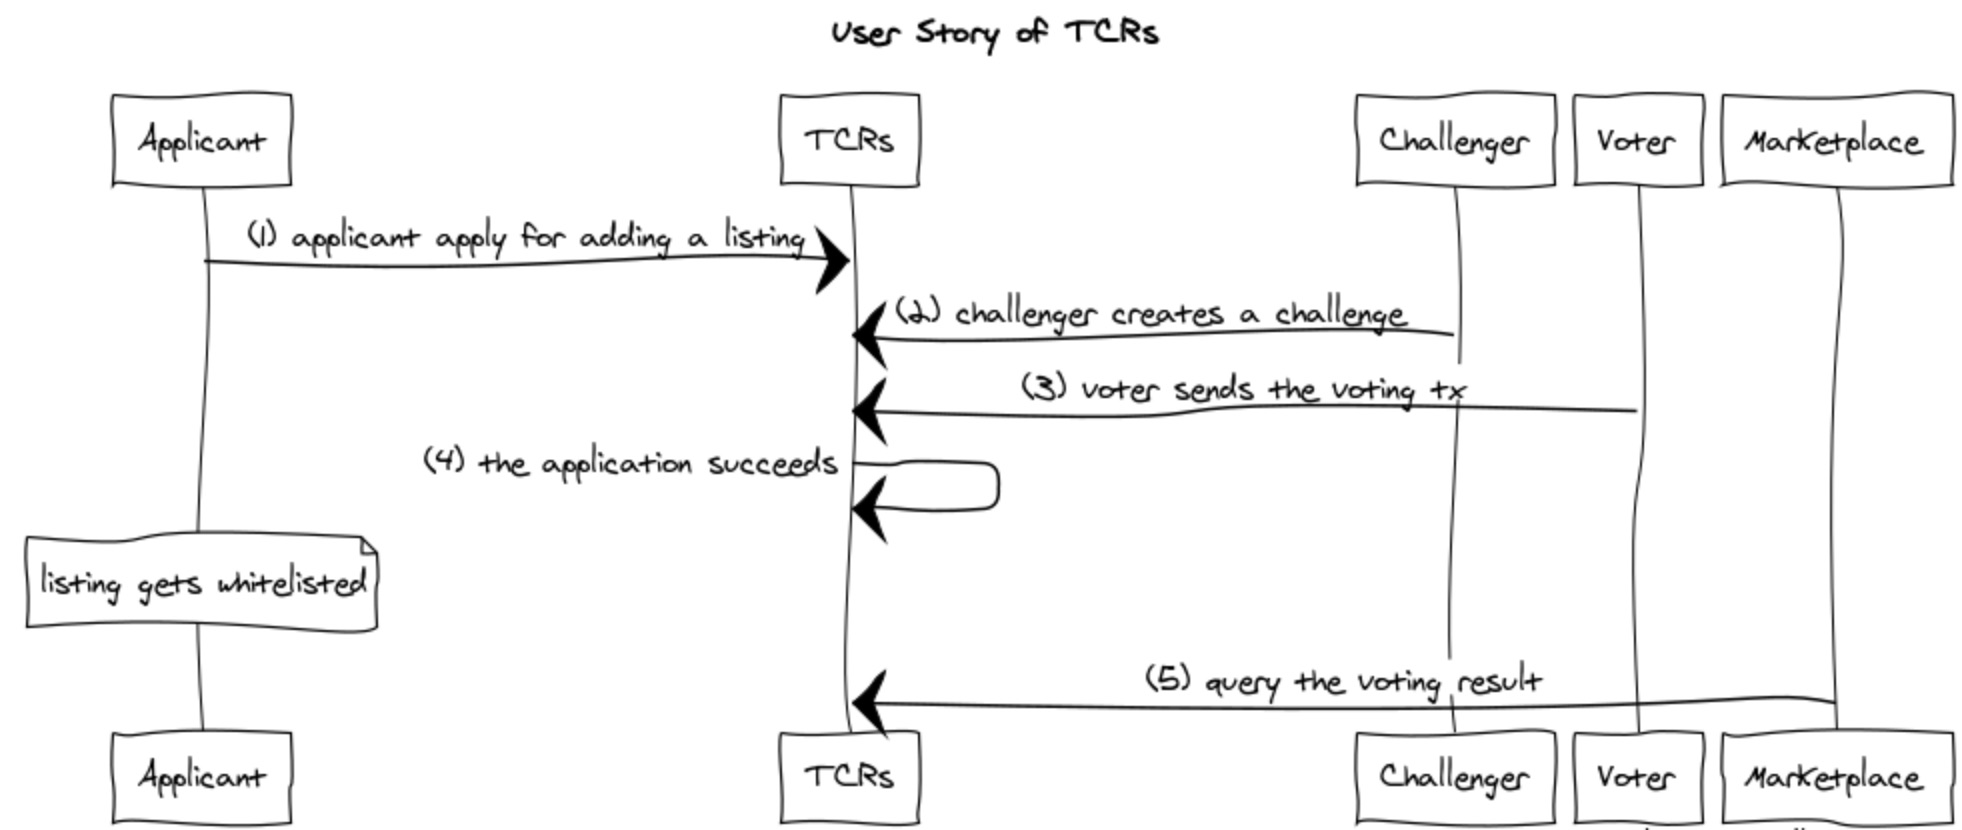 User Story of TCRs
Applicant
TCRs
Challenger
Voter
Marketplace
(1) applicant apply for adding a listing
(2) challenger creates a challenge
(3) voter sends the voting tx
(4) the application succeeds
listing gets whitelisted
(5) query the voting result
Applicant
TCRs
Challenger
Voter
Marketplace